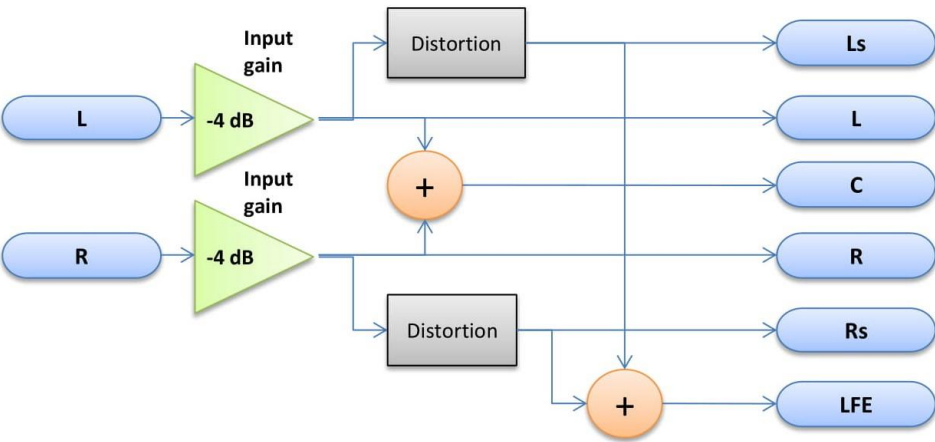 Input
gain
Distortion
Ls
L
-4 dB
L
+
C
Input
gain
R
-4 dB
R
Distortion
Rs
+
LFE